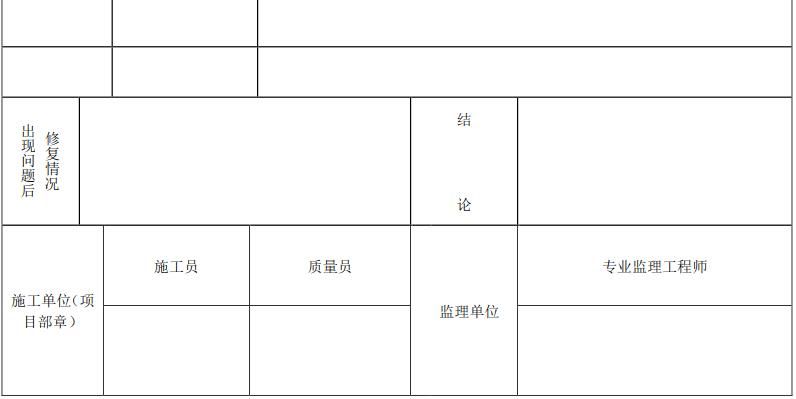 出现问题后
修复情况
结
论
施工员
质量员
专业监理工程师
施工单位（项
目部章）
监理单位